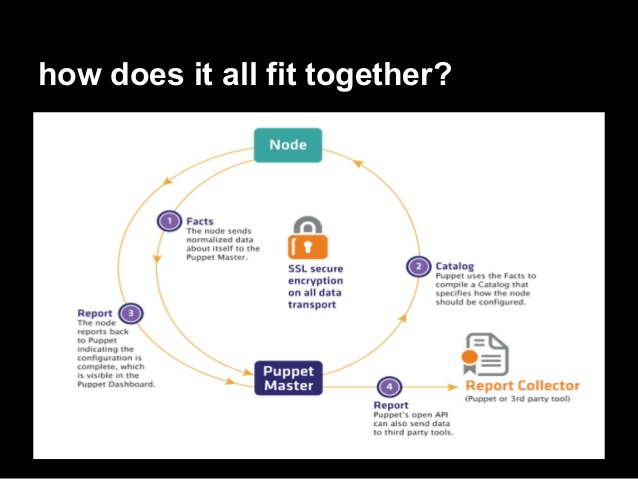 how does it all fit together?
Node
1
Facts
The node sends
normalized data
about itself to the
Puppet Master.
SSL secure
encryption
on all data
transport
2
Catalog
Puppet uses the Facts to
compile a Catalog that
specifies how the node
should be configured.
Report
3
The node
reports back
to Puppet
indicating the
configuration is
complete, which
is visible in the
Puppet Dashboard.
Puppet
Master
4
Report
Puppet's open API
can also send data
to third party tools.
Report Collector
(Puppet or 3rd party tool)